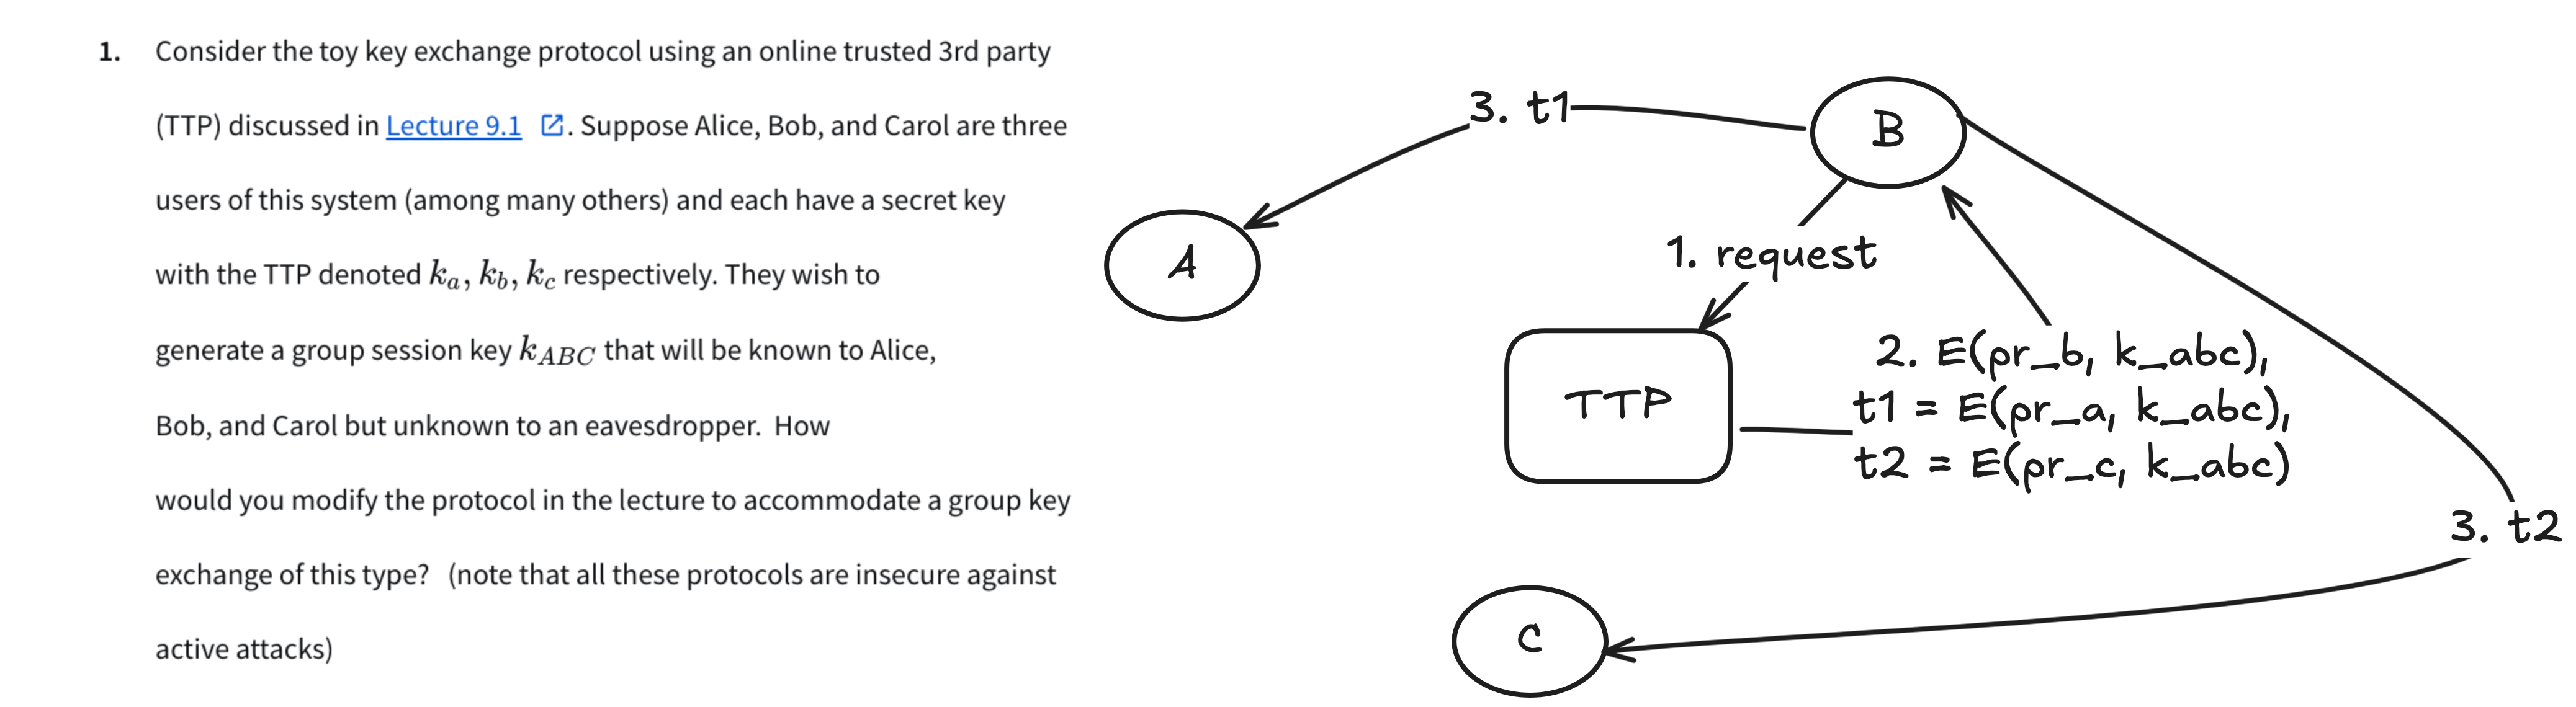 1. Consider the toy key exchange protocol using an online trusted 3rd party
(TTP) discussed in Lecture 9.1 . Suppose Alice, Bob, and Carol are three
users of this system (among many others) and each have a secret key
with the TTP denoted kₐ, k_b, k_c respectively. They wish to
generate a group session key k_ABC that will be known to Alice,
Bob, and Carol but unknown to an eavesdropper. How
would you modify the protocol in the lecture to accommodate a group key
exchange of this type? (note that all these protocols are insecure against
active attacks)
3. t1
B
A
1. request
TTP
2. E(pr_b, k_abc),
t1 = E(pr_a, k_abc),
t2 = E(pr_c, k_abc)
3. t2
C